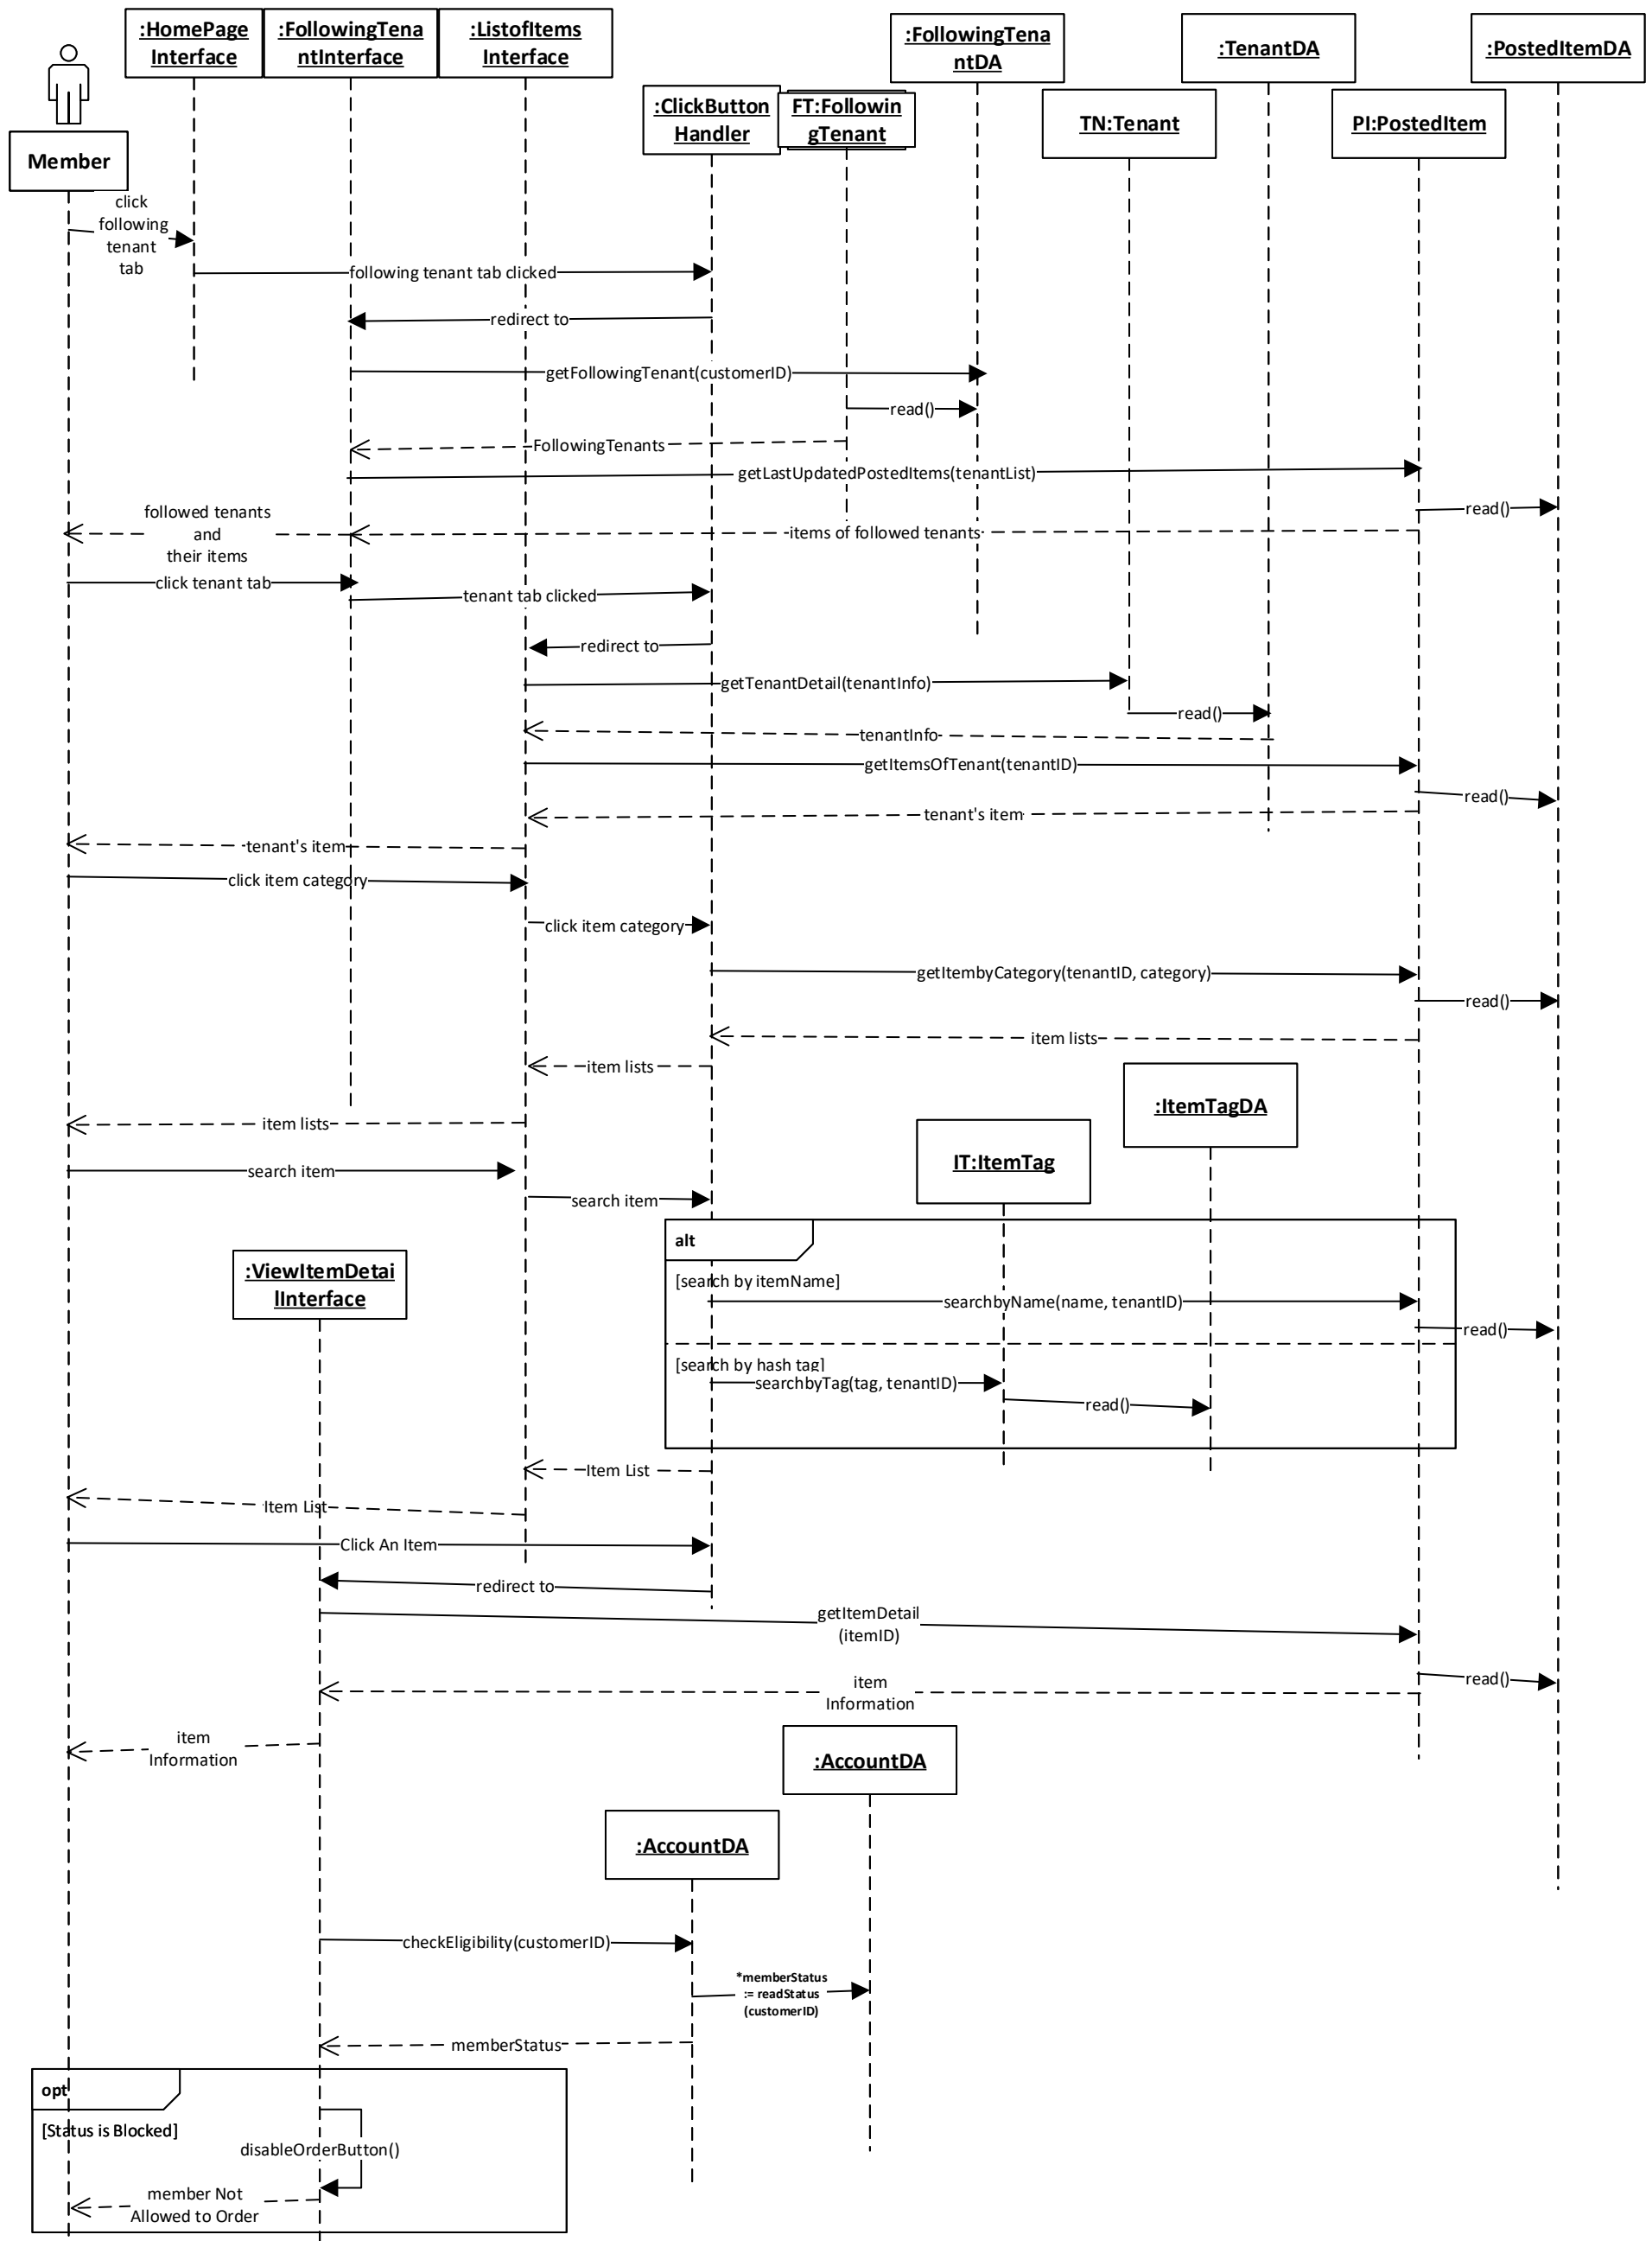 :HomePage
Interface
:FollowingTena
ntInterface
:ListofItems
Interface
:FollowingTena
ntDA
:TenantDA
:PostedItemDA
:ClickButton
Handler
FT:Followin
gTenant
TN:Tenant
PI:PostedItem
Member
click
following
tenant
tab
following tenant tab clicked
redirect to
getFollowingTenant(customerID)
read()
FollowingTenants
getLastUpdatedPostedItems(tenantList)
read()
followed tenants
and
their items
items of followed tenants
click tenant tab
tenant tab clicked
redirect to
getTenantDetail(tenantInfo)
read()
tenantInfo
getItemsOfTenant(tenantID)
read()
tenant's item
tenant's item
click item category
click item category
getItembyCategory(tenantID, category)
read()
item lists
item lists
:ItemTagDA
item lists
IT:ItemTag
search item
search item
alt
:ViewItemDetai
lInterface
[search by itemName]
searchbyName(name, tenantID)
read()
[search by hash tag]
searchbyTag(tag, tenantID)
read()
Item List
Item List
Click An Item
redirect to
getItemDetail
(itemID)
read()
item
Information
item
Information
:AccountDA
:AccountDA
checkEligibility(customerID)
*memberStatus
:= readStatus
(customerID)
memberStatus
opt
[Status is Blocked]
disableOrderButton()
member Not
Allowed to Order